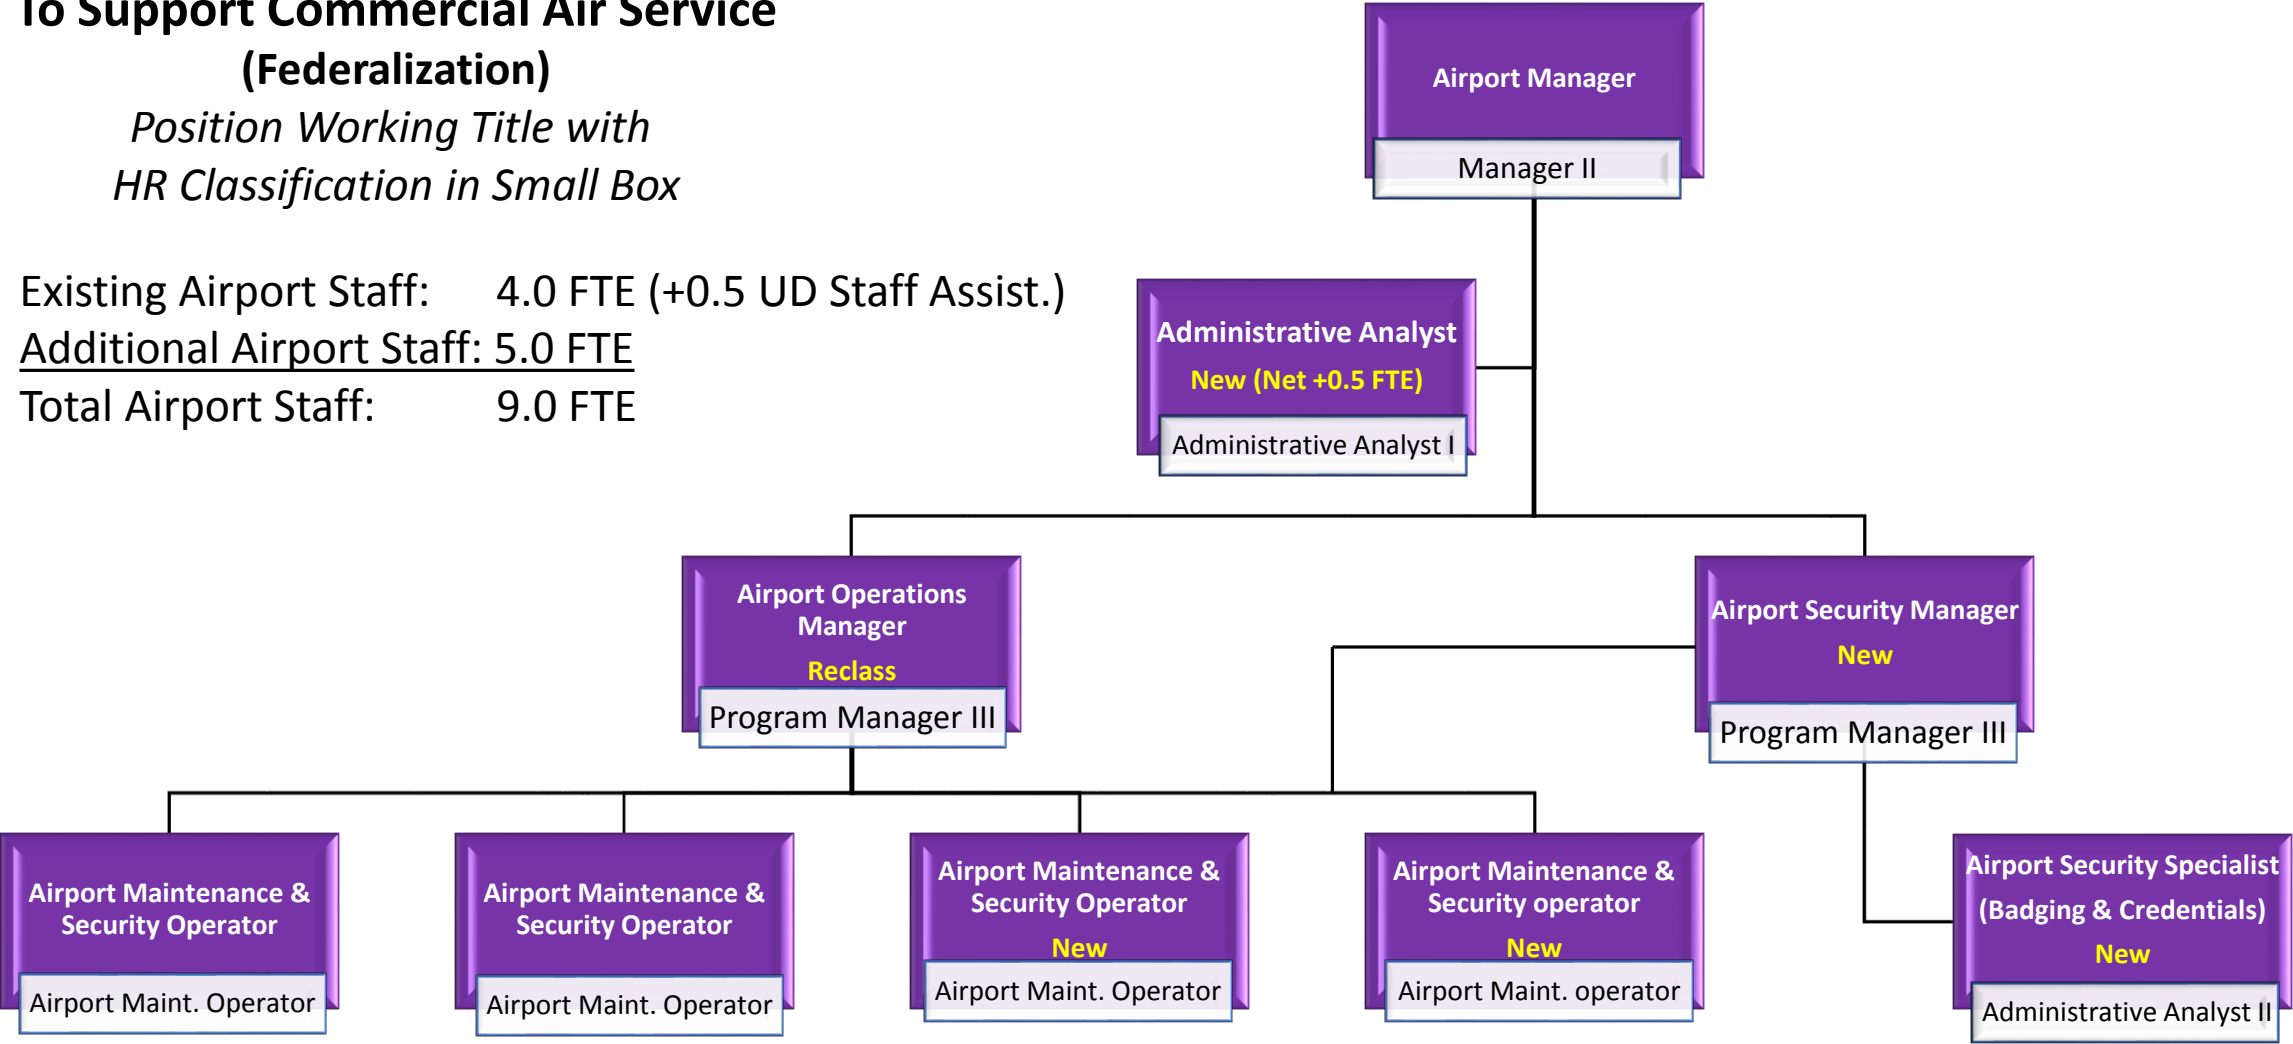 To Support Commercial Air Service
(Federalization)
Position Working Title with
HR Classification in Small Box
Existing Airport Staff: 4.0 FTE (+0.5 UD Staff Assist.)
Additional Airport Staff: 5.0 FTE
Total Airport Staff: 9.0 FTE
Airport Manager
Manager II
Administrative Analyst
New (Net +0.5 FTE)
Administrative Analyst I
Airport Operations
Manager
Reclass
Program Manager III
Airport Security Manager
New
Program Manager III
Airport Maintenance &
Security Operator
Airport Maint. Operator
Airport Maintenance &
Security Operator
Airport Maint. Operator
Airport Maintenance &
Security Operator
New
Airport Maint. Operator
Airport Maintenance &
Security operator
New
Airport Maint. operator
Airport Security Specialist
(Badging & Credentials)
New
Administrative Analyst II